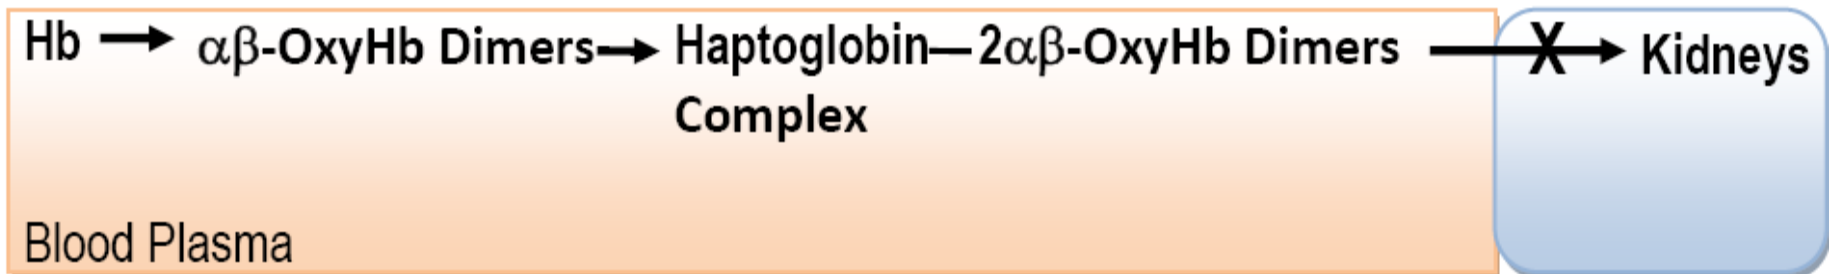 Hb αβ-OxyHb Dimers Haptoglobin—2αβ-OxyHb Dimers X Kidneys
Complex
Blood Plasma